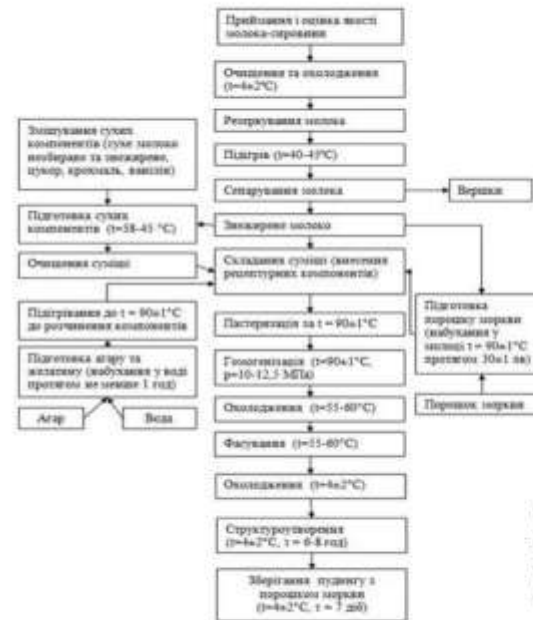 Приймання і оцінка якості
молока-сировини
Очищення та охолодження
(t=4±2°C)
Резервування молока
Підігрів (t=40-45°C)
Сепарування молока
Вершки
Знежирене молоко
Змішування сухих
компонентів (сухе молоко
незбиране та знежирене,
цукор, крохмаль, ванілін)
Підготовка сухих
компонентів (t=38-45 °C)
Очищення суміші
Складання суміші (внесення
рецептурних компонентів)
Підігрівання до t = 90±1°C
до розчинення компонентів
Підготовка агару та
желатину (набухання у воді
протягом не менше 1 год)
Агар
Вода
Підготовка
порошку моркви
(набухання у
молоці t = 90±1°C
протягом 30±1 хв)
Порошок моркви
Пастеризація за t = 90±1°C
Гомогенізація (t=90±1°C,
p=10-12,5 МПа)
Охолодження (t=55-60°C)
Фасування (t=55-60°C)
Охолодження (t=4±2°C)
Структуроутворення
(t=4±2°C, τ = 6-8 год)
Зберігання пудингу з
порошком моркви
(t=4±2°C, τ = 7 діб)